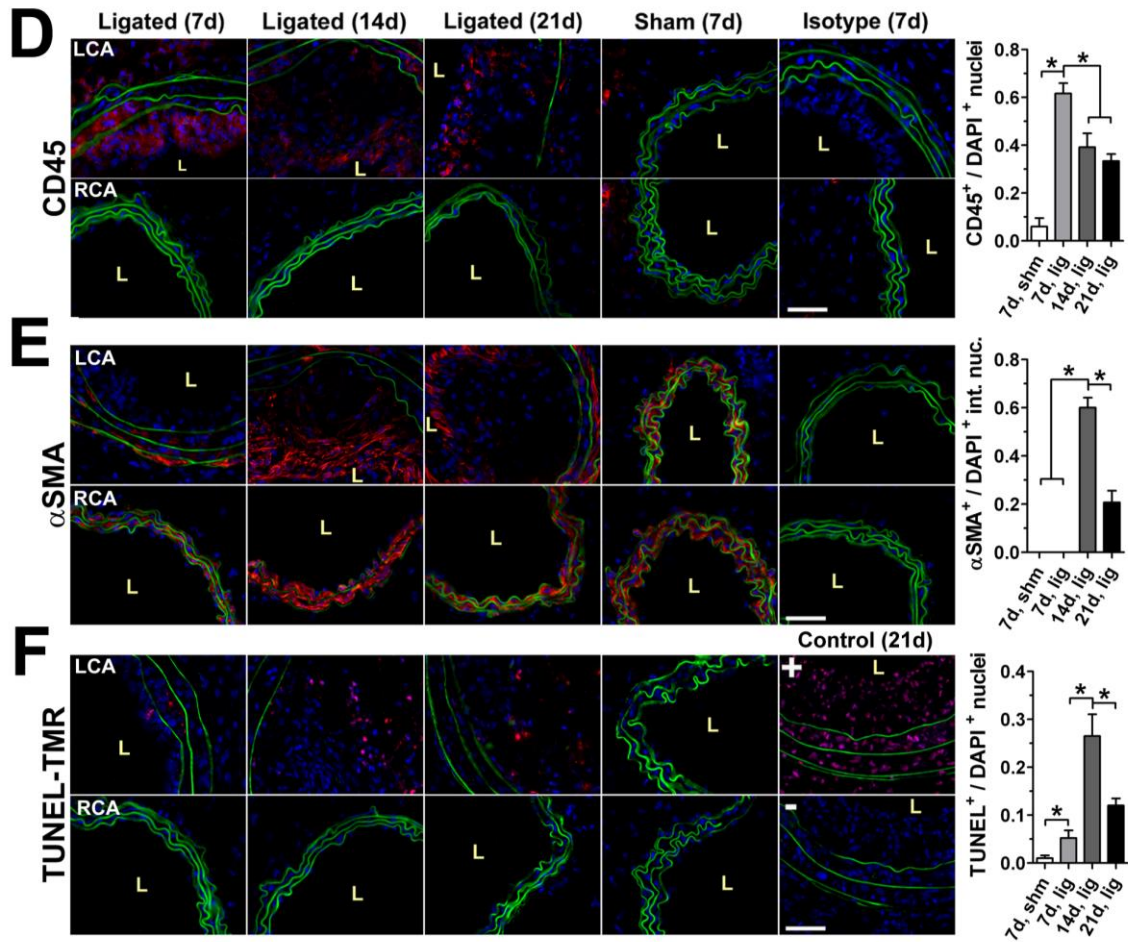 D
Ligated (7d) Ligated (14d) Ligated (21d) Sham (7d) Isotype (7d)
CD45
LCA
L L L L L
RCA
L L L L L
CD45⁺ / DAPI ⁺ nuclei
0.8
0.6
0.4
0.2
0.0
* *
7d, shm 7d, lig 14d, lig 21d, lig
E
αSMA
LCA
L L L L L
RCA
L L L L L
αSMA⁺ / DAPI ⁺ int. nuc.
0.8
0.6
0.4
0.2
0.0
* *
7d, shm 7d, lig 14d, lig 21d, lig
F
Control (21d)
TUNEL-TMR
LCA
L L + L
RCA
L L L L - L
TUNEL⁺ / DAPI ⁺ nuclei
0.4
0.3
0.2
0.1
0.0
* * *
7d, shm 7d, lig 14d, lig 21d, lig